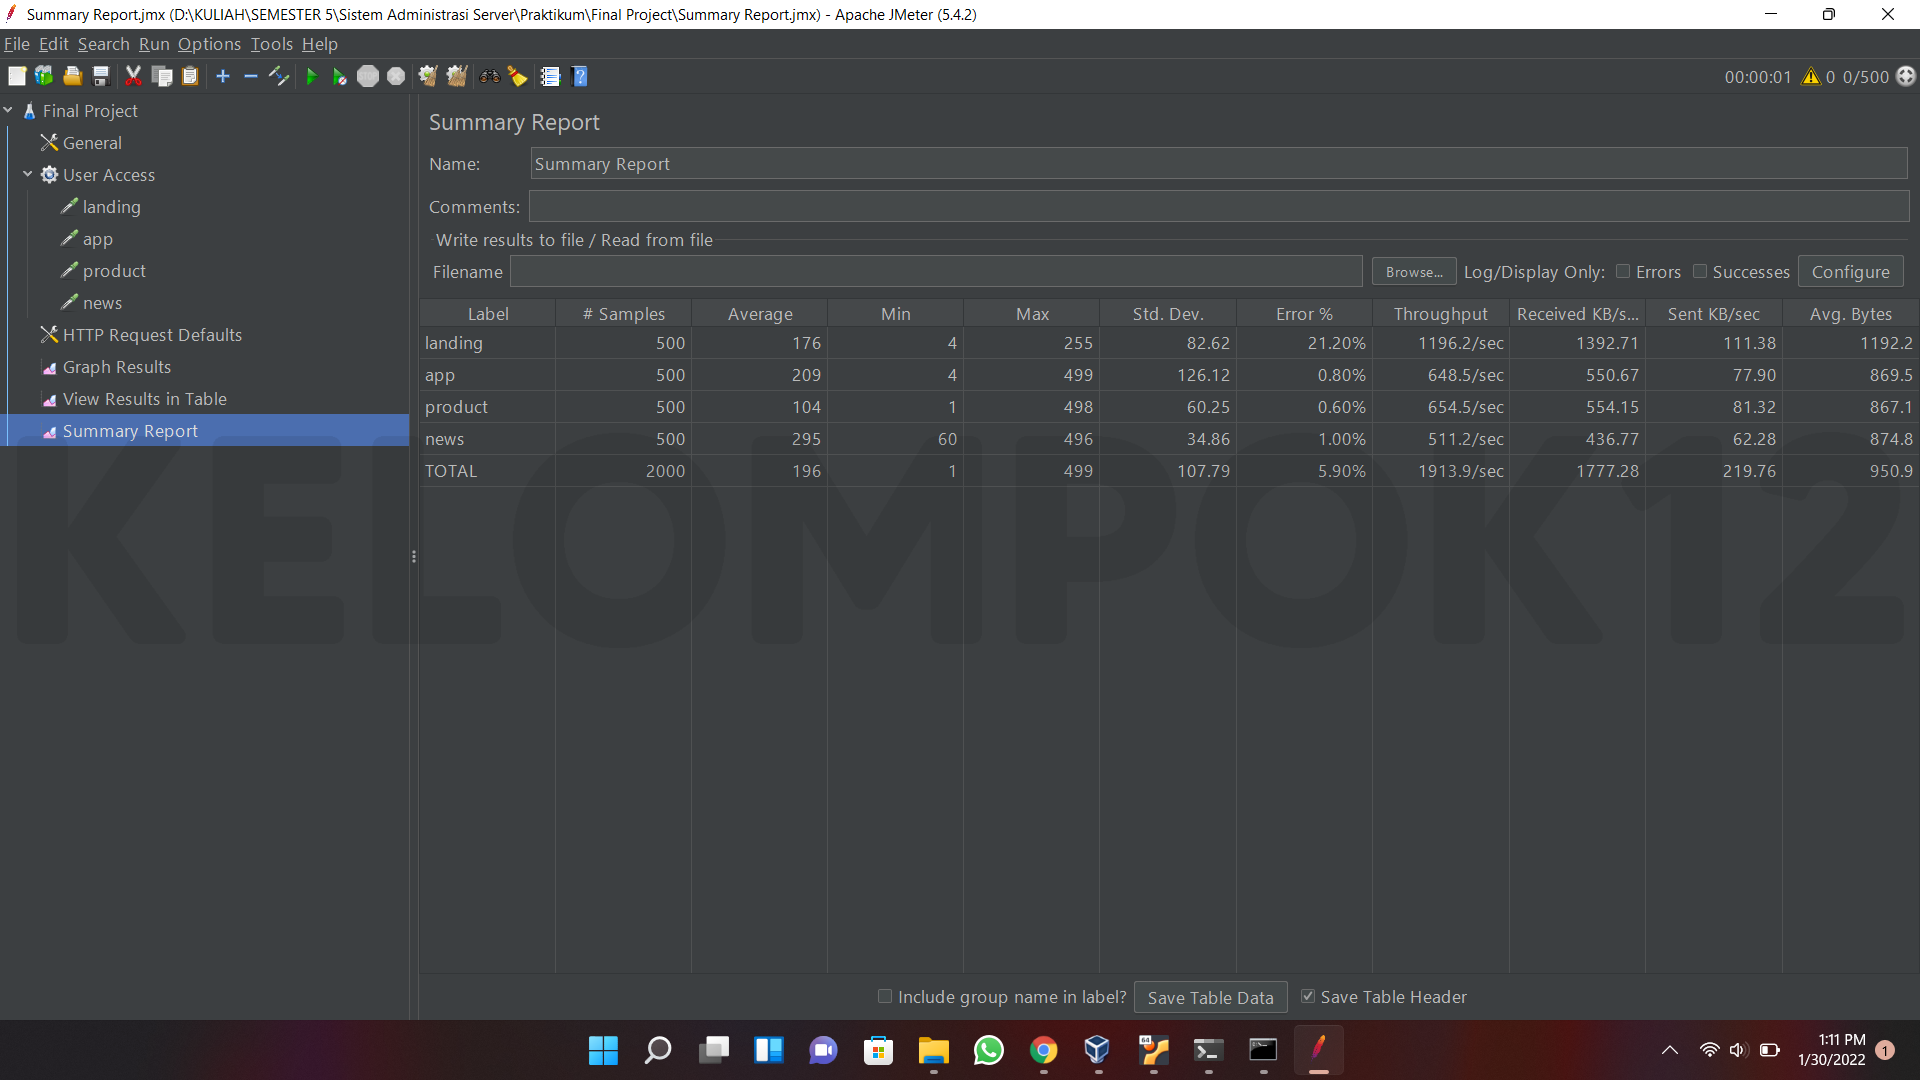 Summary Report.jmx (D:\KULIAH\SEMESTER 5\Sistem Administrasi Server\Praktikum\Final Project\Summary Report.jmx) - Apache JMeter (5.4.2)
File Edit Search Run Options Tools Help
00:00:01 0 0/500
Final Project
General
User Access
landing
app
product
news
HTTP Request Defaults
Graph Results
View Results in Table
Summary Report
Summary Report
Name: Summary Report
Comments:
Write results to file / Read from file
Filename Browse... Log/Display Only: Errors Successes Configure
Label # Samples Average Min Max Std. Dev. Error % Throughput Received KB/s... Sent KB/sec Avg. Bytes
landing 500 176 4 255 82.62 21.20% 1196.2/sec 1392.71 111.38 1192.2
app 500 209 4 499 126.12 0.80% 648.5/sec 550.67 77.90 869.5
product 500 104 1 498 60.25 0.60% 654.5/sec 554.15 81.32 867.1
news 500 295 60 496 34.86 1.00% 511.2/sec 436.77 62.28 874.8
TOTAL 2000 196 1 499 107.79 5.90% 1913.9/sec 1777.28 219.76 950.9
KELOMPOK12
Include group name in label? Save Table Data Save Table Header
64
1:11 PM
1/30/2022
1